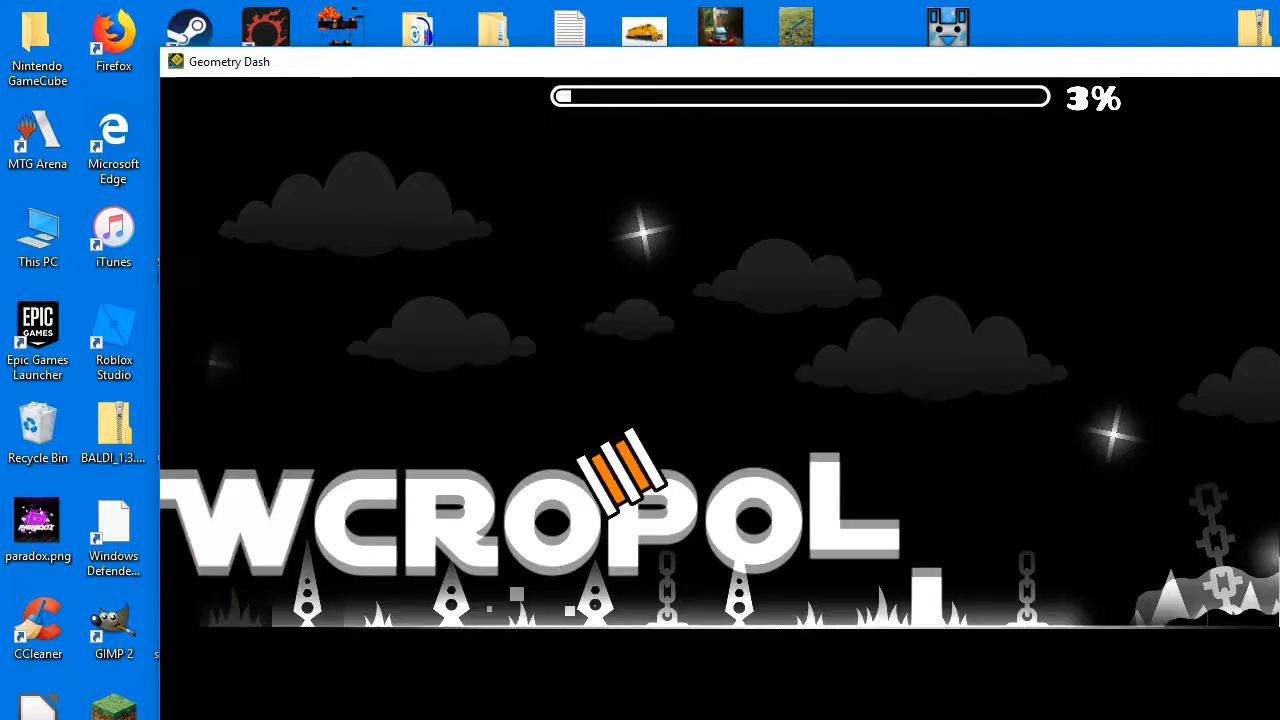 Nintendo
GameCube
Firefox
Geometry Dash
3%
MTG Arena
Microsoft
Edge
This PC
iTunes
EPIC
GAMES
Epic Games
Launcher
Roblox
Studio
WCROPOL
Recycle Bin
BALDI_1.3....
PARADOX
paradox.png
Windows
Defende...
CCleaner
GIMP 2